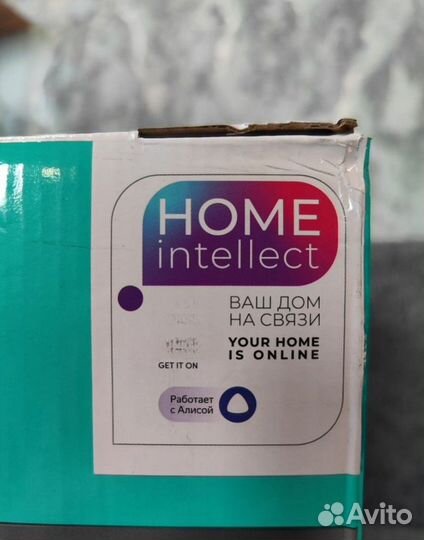 HOME
intellect
ВАШ ДОМ
НА СВЯЗИ
YOUR HOME
IS ONLINE
GET IT ON
Работает
с Алисой
Avito